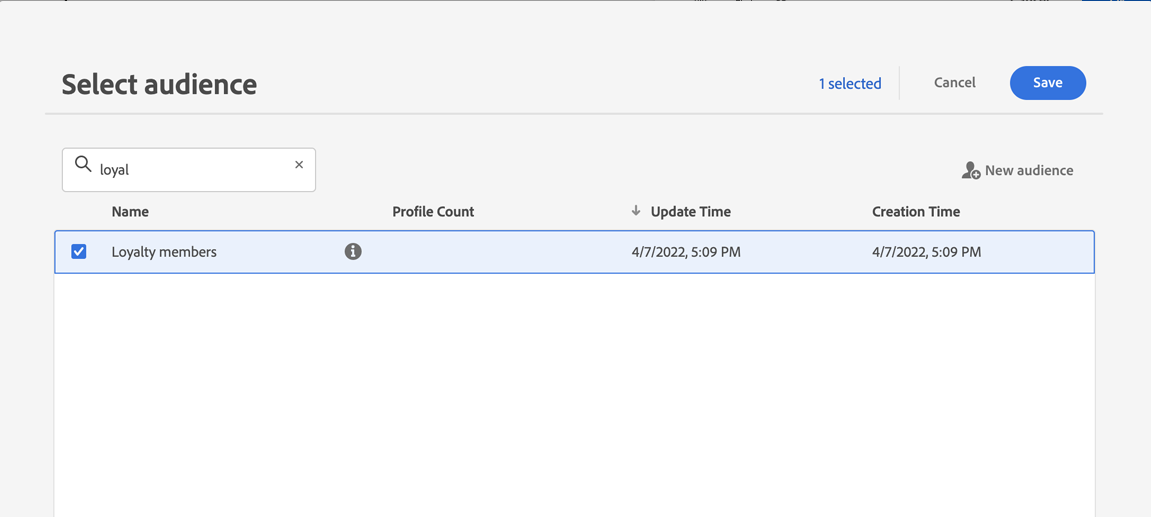 Select audience
1 selected
Cancel
Save
loyal
New audience
Name Profile Count Update Time Creation Time
Loyalty members 4/7/2022, 5:09 PM 4/7/2022, 5:09 PM